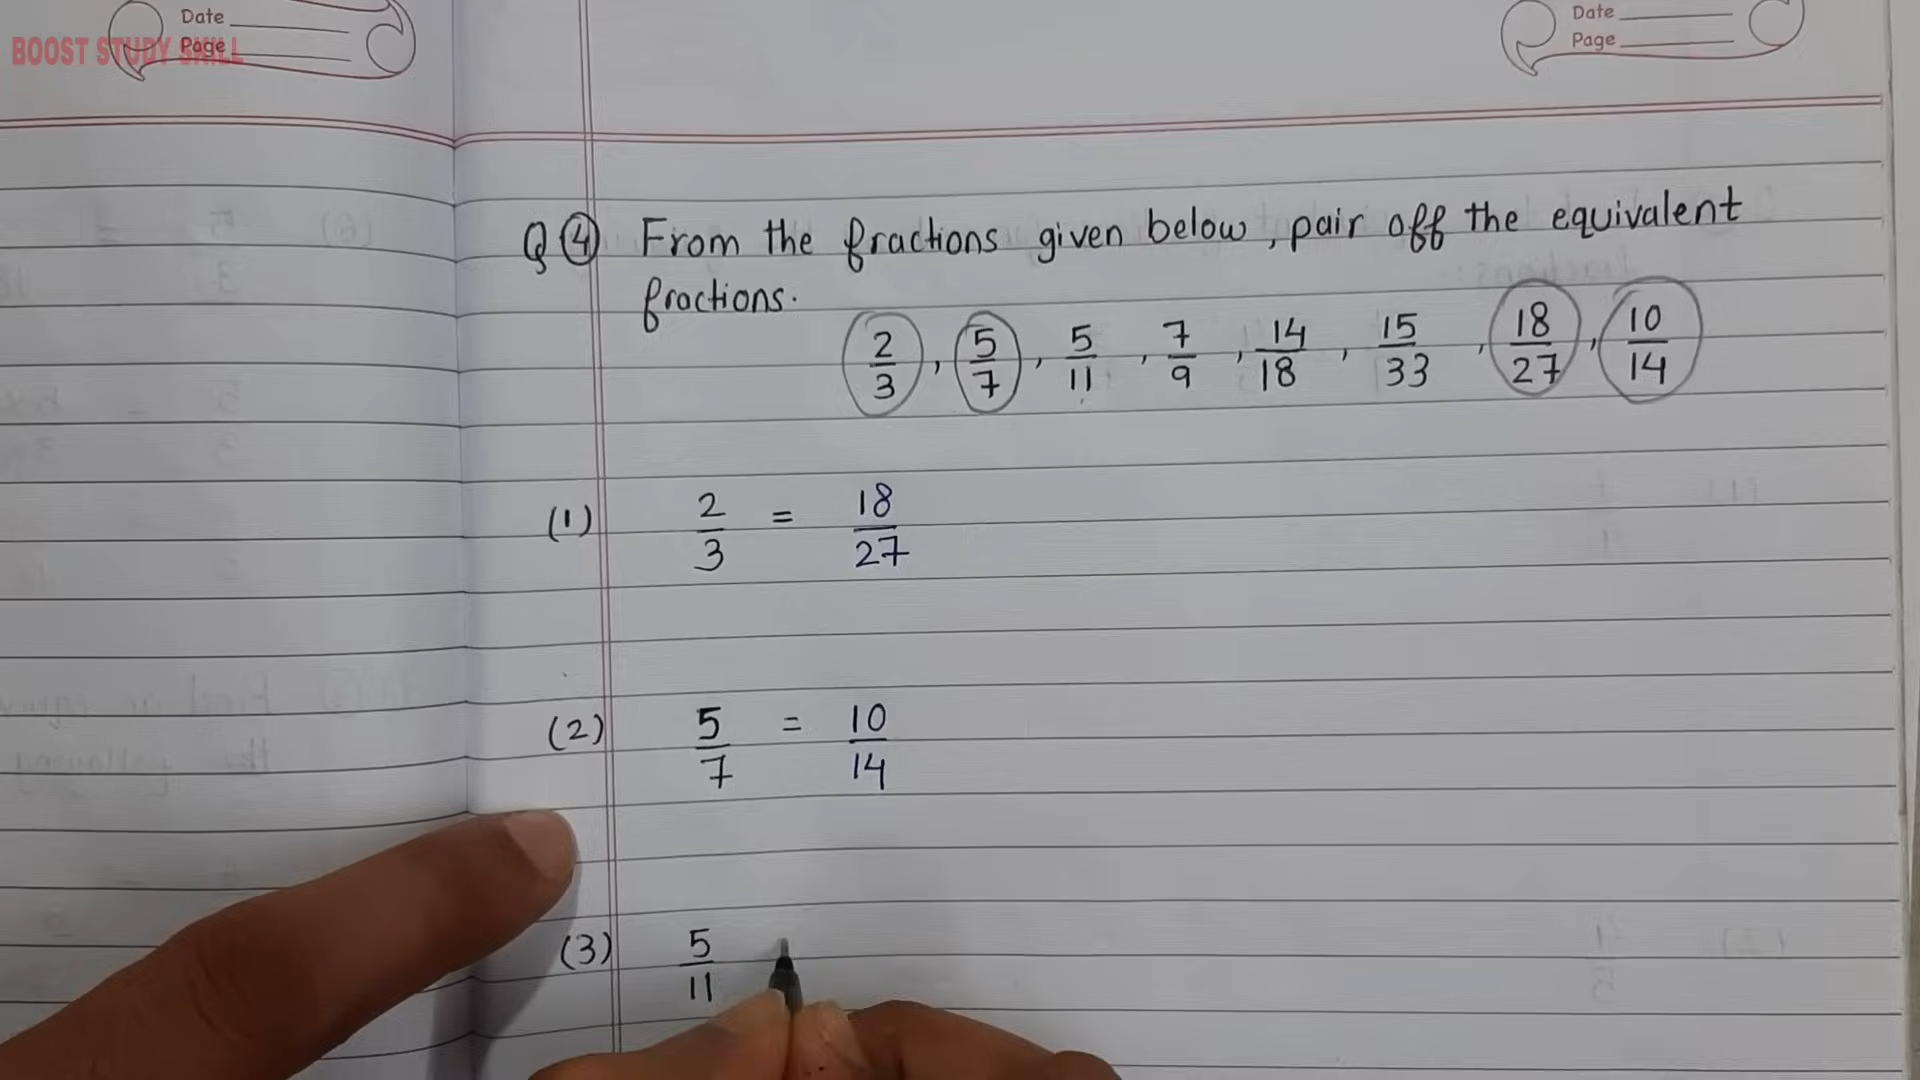 BOOST STUDY SKILL
Date
Page
Date
Page
Q ④ From the fractions given below, pair off the equivalent
fractions.
2/3, 5/7, 5/11, 7/9, 14/18, 15/33, 18/27, 10/14
(1) 2/3 = 18/27
(2) 5/7 = 10/14
(3) 5/11